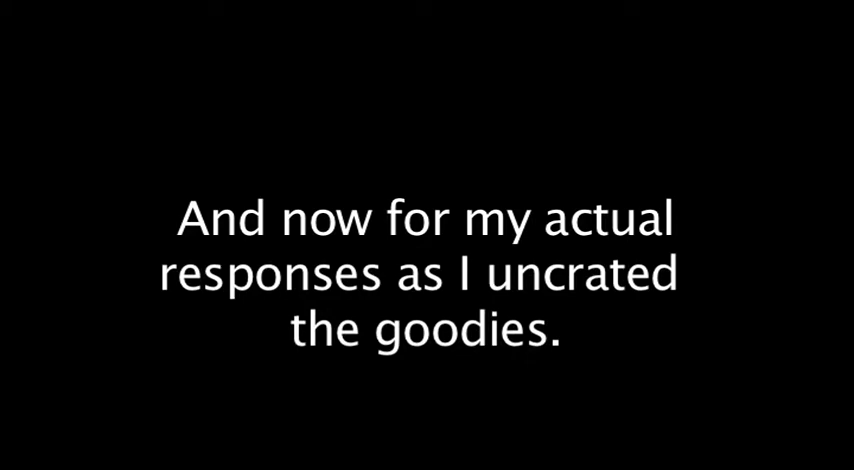 And now for my actual
responses as I uncrated
the goodies.